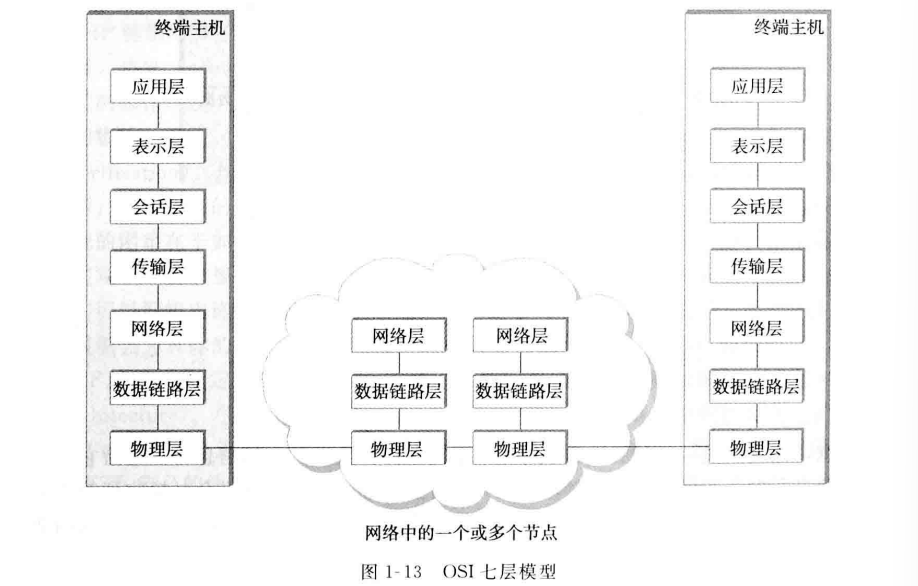 终端主机
应用层
表示层
会话层
传输层
网络层
数据链路层
物理层
网络层
数据链路层
物理层
网络层
数据链路层
物理层
终端主机
应用层
表示层
会话层
传输层
网络层
数据链路层
物理层
网络中的一个或多个节点
图 1-13 OSI 七层模型